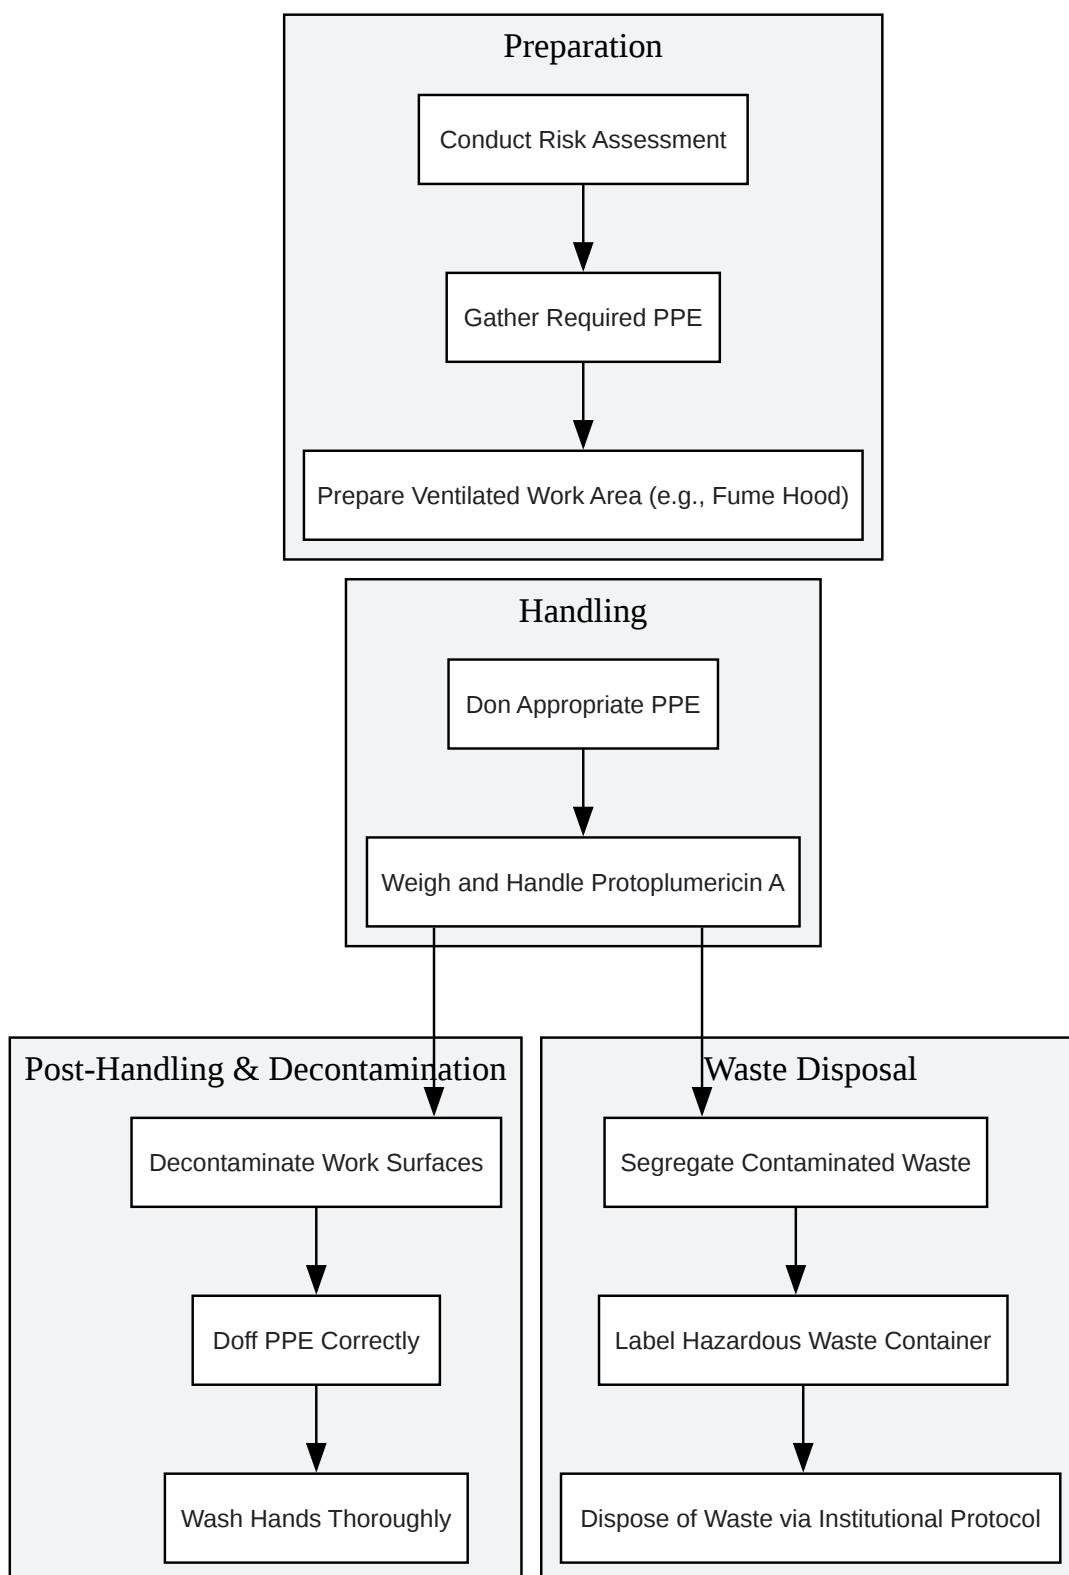 Preparation
Conduct Risk Assessment
Gather Required PPE
Prepare Ventilated Work Area (e.g., Fume Hood)
Handling
Don Appropriate PPE
Weigh and Handle Protoplumericin A
Post-Handling & Decontamination
Decontaminate Work Surfaces
Doff PPE Correctly
Wash Hands Thoroughly
Waste Disposal
Segregate Contaminated Waste
Label Hazardous Waste Container
Dispose of Waste via Institutional Protocol